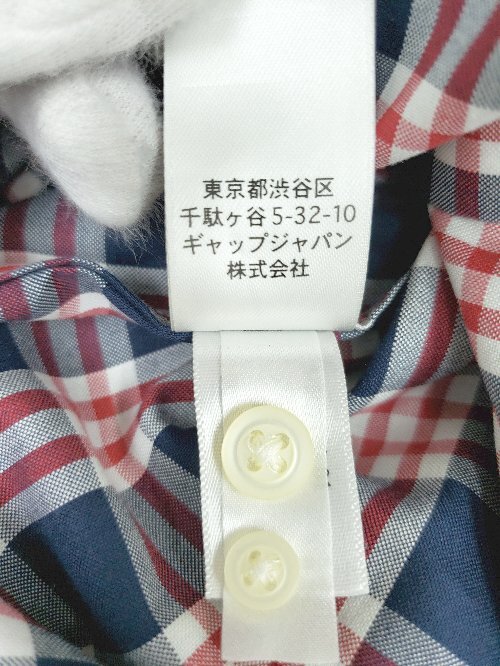 東京都渋谷区
千駄ヶ谷 5-32-10
ギャップジャパン
株式会社